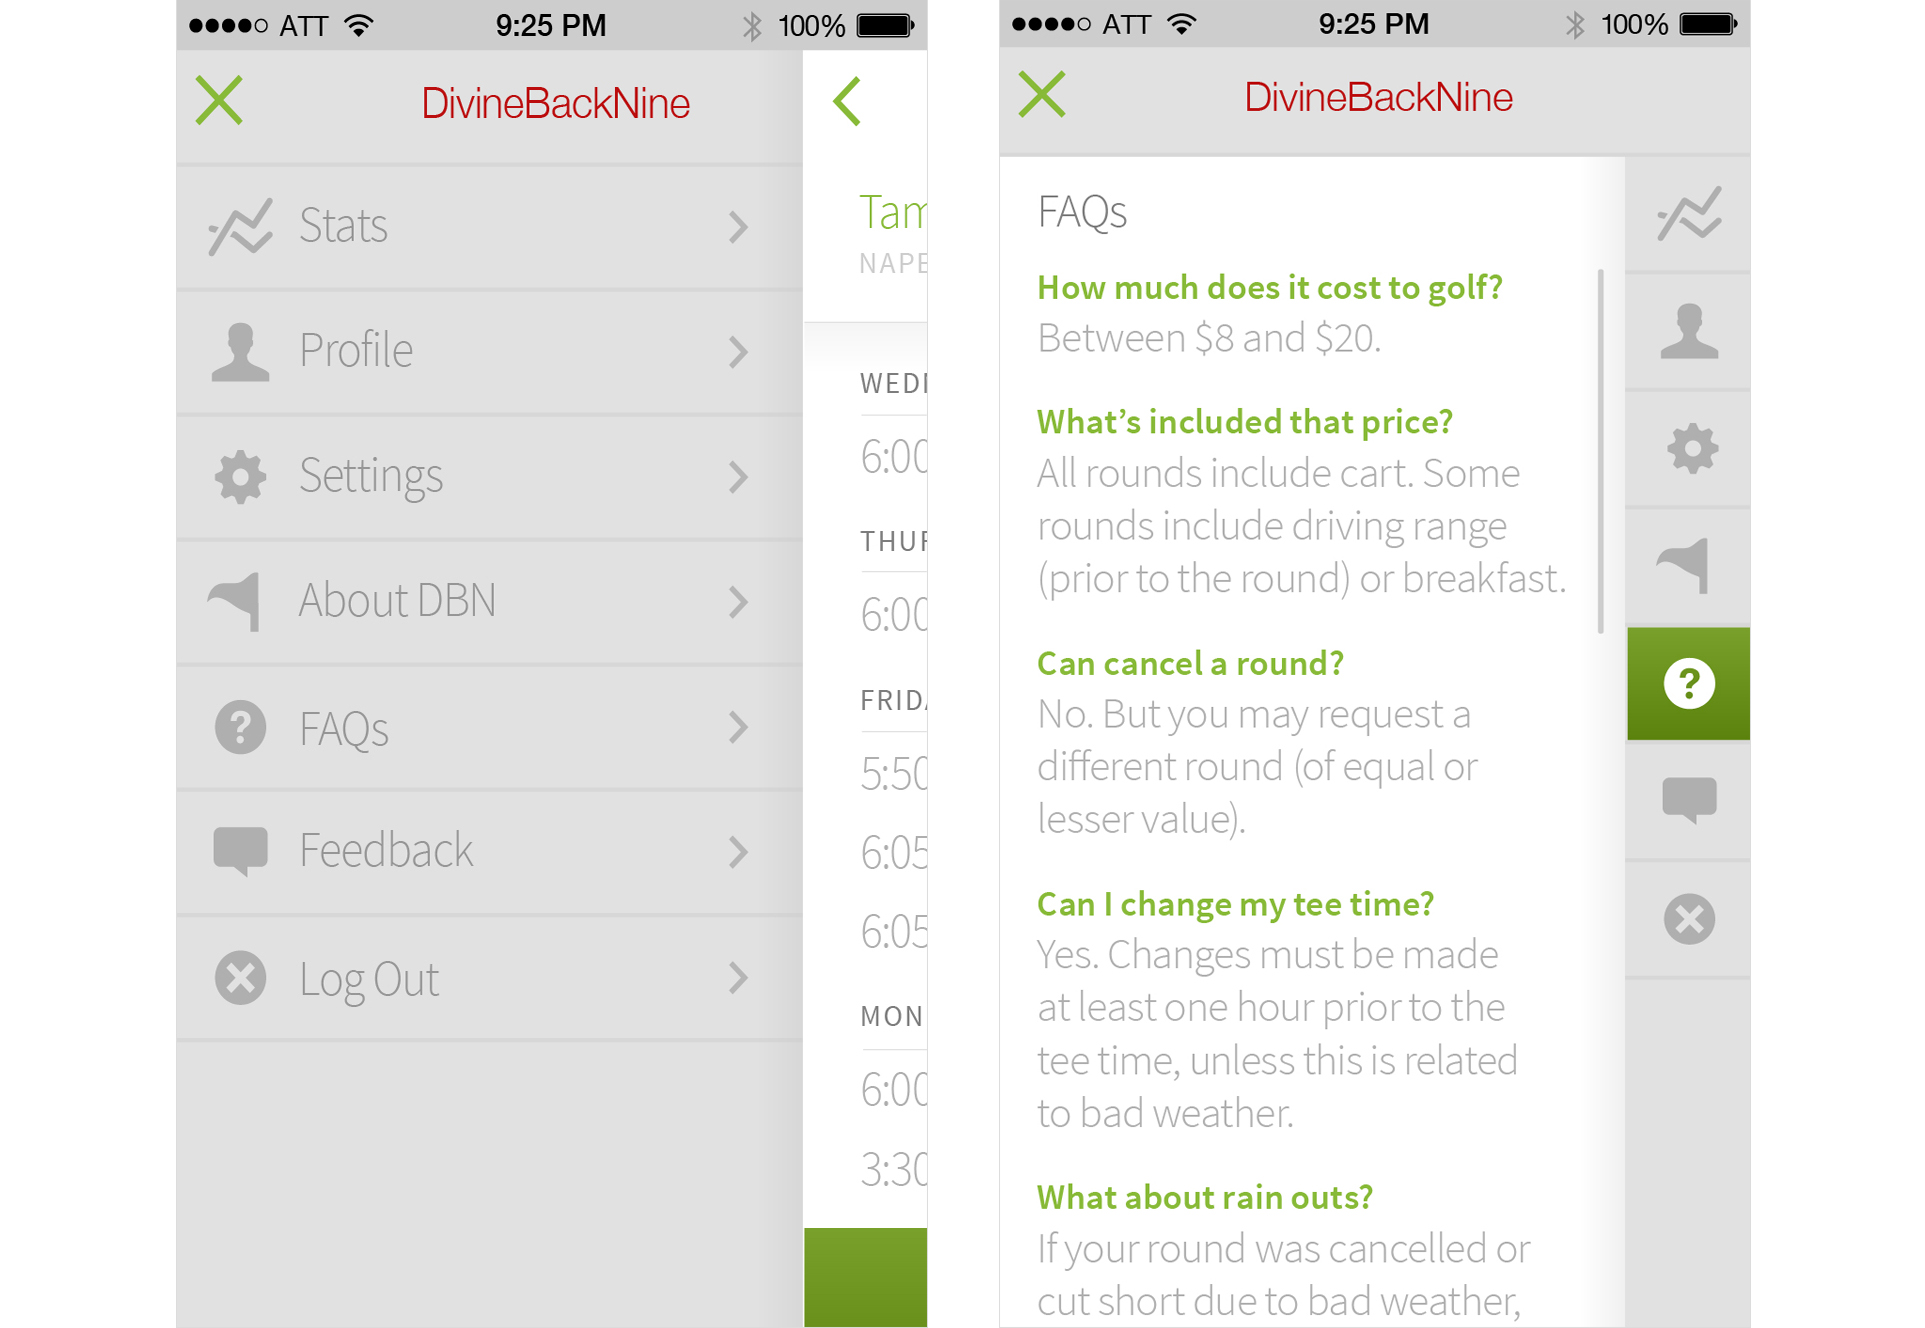 ATT 9:25 PM 100%
DivineBackNine
Stats
Profile
Settings
About DBN
FAQs
Feedback
Log Out
Tam
NAPE
WED
6:00
THUR
6:00
FRIDA
5:50
6:05
6:05
MON
6:00
3:30
ATT 9:25 PM 100%
DivineBackNine
FAQs
How much does it cost to golf?
Between $8 and $20.
What’s included that price?
All rounds include cart. Some
rounds include driving range
(prior to the round) or breakfast.
Can cancel a round?
No. But you may request a
different round (of equal or
lesser value).
Can I change my tee time?
Yes. Changes must be made
at least one hour prior to the
tee time, unless this is related
to bad weather.
What about rain outs?
If your round was cancelled or
cut short due to bad weather,